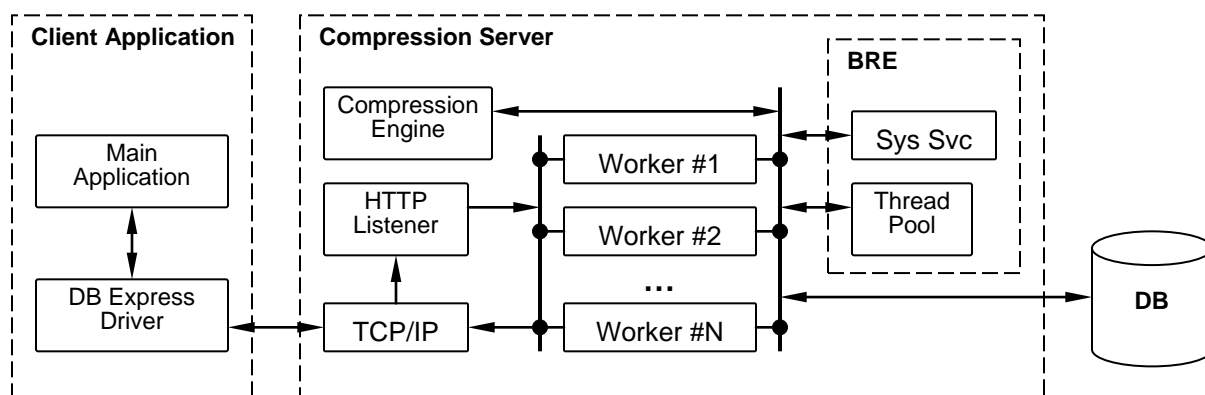 Client Application
Main
Application
DB Express
Driver
Compression Server
Compression
Engine
HTTP
Listener
TCP/IP
Worker #1
Worker #2
...
Worker #N
BRE
Sys Svc
Thread
Pool
DB